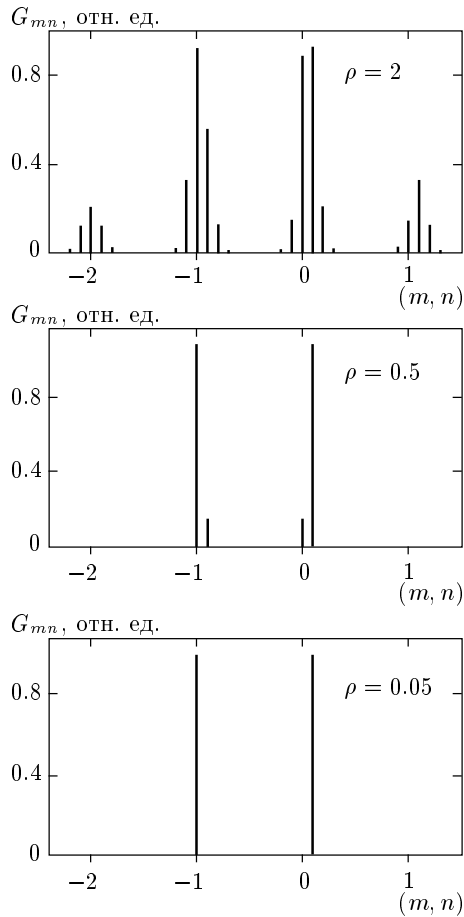 G_{mn}, отн. ед.
0.8
0.4
0
ρ = 2
−2 −1 0 1
(m, n)
G_{mn}, отн. ед.
0.8
0.4
0
ρ = 0.5
−2 −1 0 1
(m, n)
G_{mn}, отн. ед.
0.8
0.4
0
ρ = 0.05
−2 −1 0 1
(m, n)